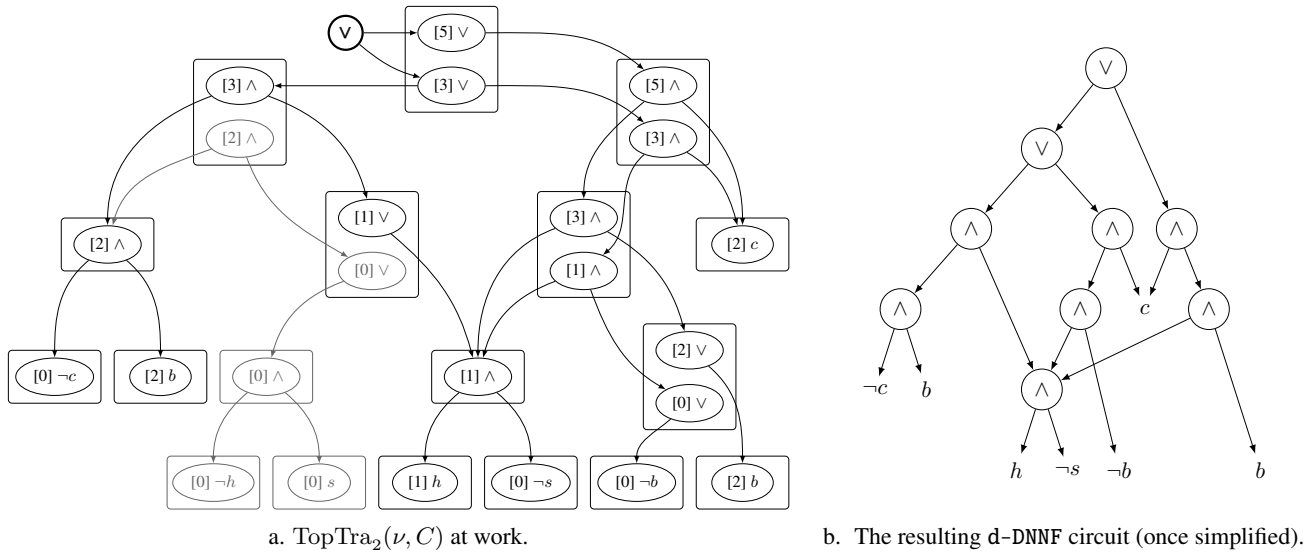 ∨
[5] ∨
[3] ∨
[3] ∧
[2] ∧
[5] ∧
[3] ∧
[2] ∧
[1] ∨
[0] ∨
[3] ∧
[1] ∧
[2] c
[0] ¬c
[2] b
[0] ∧
[1] ∧
[2] ∨
[0] ∨
[0] ¬h
[0] s
[1] h
[0] ¬s
[0] ¬b
[2] b
a. TopTra₂(ν, C) at work.
∨
∨
∧
∧
∧
∧
∧
c
∧
¬c
b
∧
h
¬s
¬b
b
b. The resulting d-DNNF circuit (once simplified).